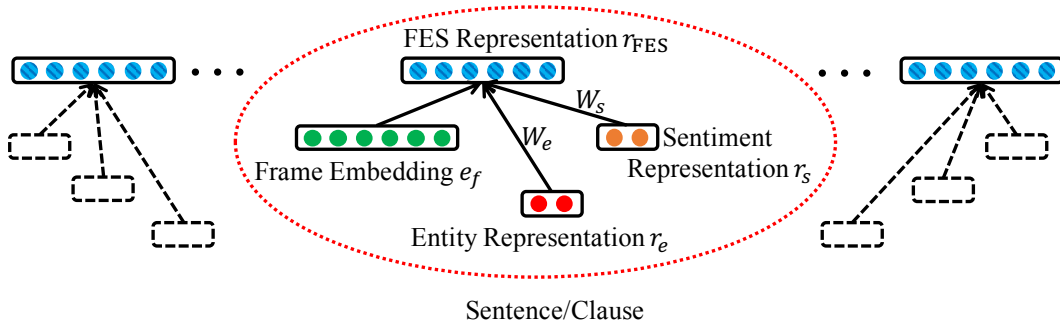 FES Representation r_FES
W_s
W_e
Sentiment
Representation r_s
Frame Embedding e_f
Entity Representation r_e
Sentence/Clause